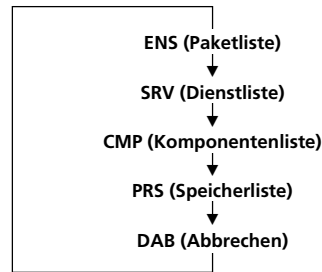 ENS (Paketliste)
SRV (Dienstliste)
CMP (Komponentenliste)
PRS (Speicherliste)
DAB (Abbrechen)